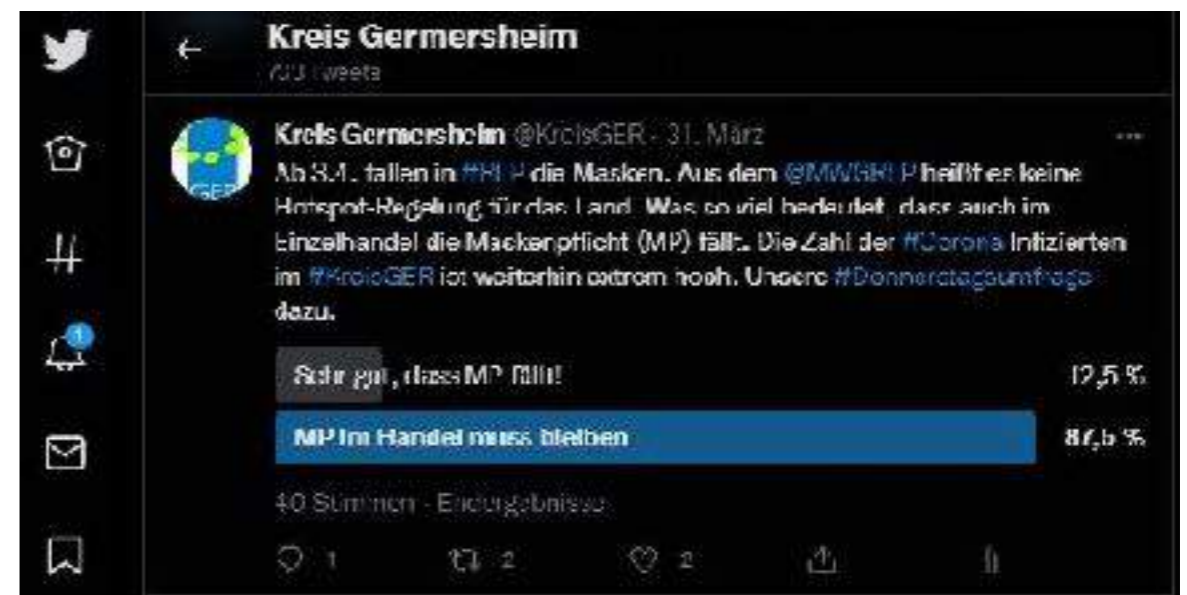 Kreis Germersheim
Tweets
Kreis Germersheim @KreisGER · 31. März
Ab 3.4. fallen in #RLP die Masken. Aus dem @MWGRLP heißt es keine
Hotspot-Regelung für das Land. Was so viel bedeutet, dass auch im
Einzelhandel die Maskenpflicht (MP) fällt. Die Zahl der #Corona Infizierten
im #KreisGER ist weiterhin extrem hoch. Unsere #Donnerstagsumfrage
dazu.
Sehr gut, dass MP fällt! 12,5 %
MP im Handel muss bleiben 87,5 %
40 Stimmen · Endergebnisse
1 2 2
GER
1